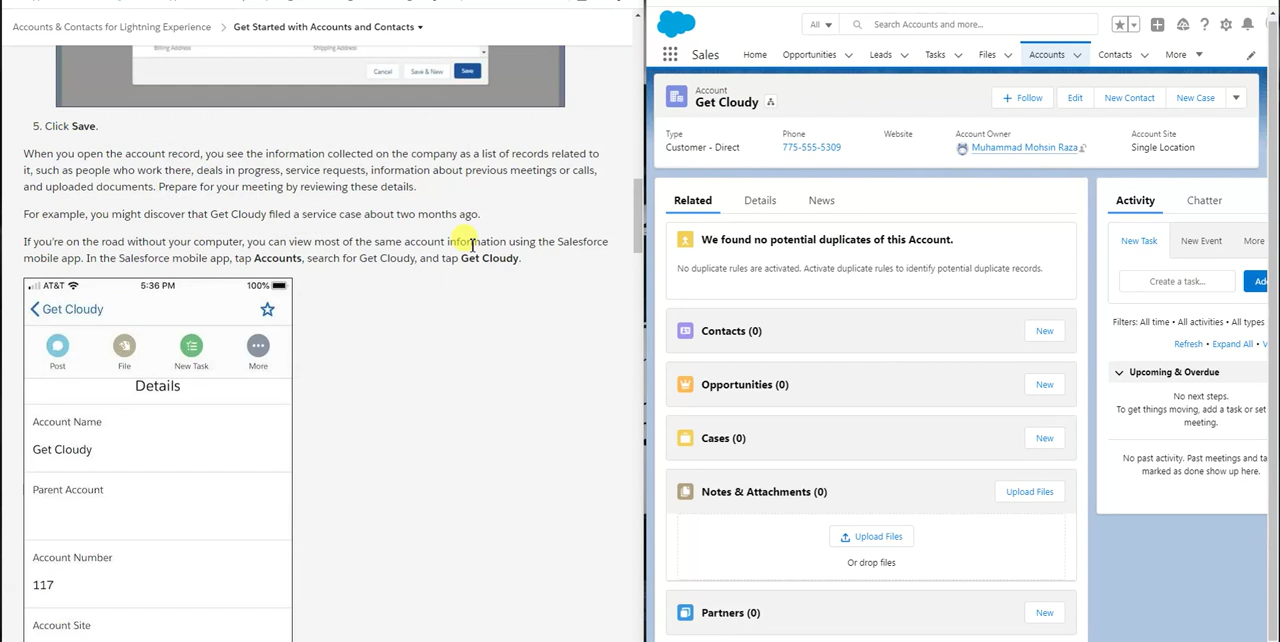 Accounts & Contacts for Lightning Experience
Get Started with Accounts and Contacts
Billing Address
Shipping Address
Cancel
Save & New
Save
5. Click Save.
When you open the account record, you see the information collected on the company as a list of records related to
it, such as people who work there, deals in progress, service requests, information about previous meetings or calls,
and uploaded documents. Prepare for your meeting by reviewing these details.
For example, you might discover that Get Cloudy filed a service case about two months ago.
If you're on the road without your computer, you can view most of the same account information using the Salesforce
mobile app. In the Salesforce mobile app, tap Accounts, search for Get Cloudy, and tap Get Cloudy.
AT&T 5:36 PM 100%
Get Cloudy
Post File New Task More
Details
Account Name
Get Cloudy
Parent Account
Account Number
117
Account Site
All Search Accounts and more...
Sales Home Opportunities Leads Tasks Files Accounts Contacts More
Account
Get Cloudy
+ Follow Edit New Contact New Case
Type Phone Website Account Owner Account Site
Customer - Direct 775-555-5309 Muhammad Mohsin Raza Single Location
Related Details News
We found no potential duplicates of this Account.
No duplicate rules are activated. Activate duplicate rules to identify potential duplicate records.
Contacts (0) New
Opportunities (0) New
Cases (0) New
Notes & Attachments (0) Upload Files
Upload Files
Or drop files
Partners (0) New
Activity Chatter
New Task New Event More
Create a task... Ad
Filters: All time • All activities • All types
Refresh • Expand All • V
Upcoming & Overdue
No next steps.
To get things moving, add a task or set
meeting.
No past activity. Past meetings and ta
marked as done show up here.